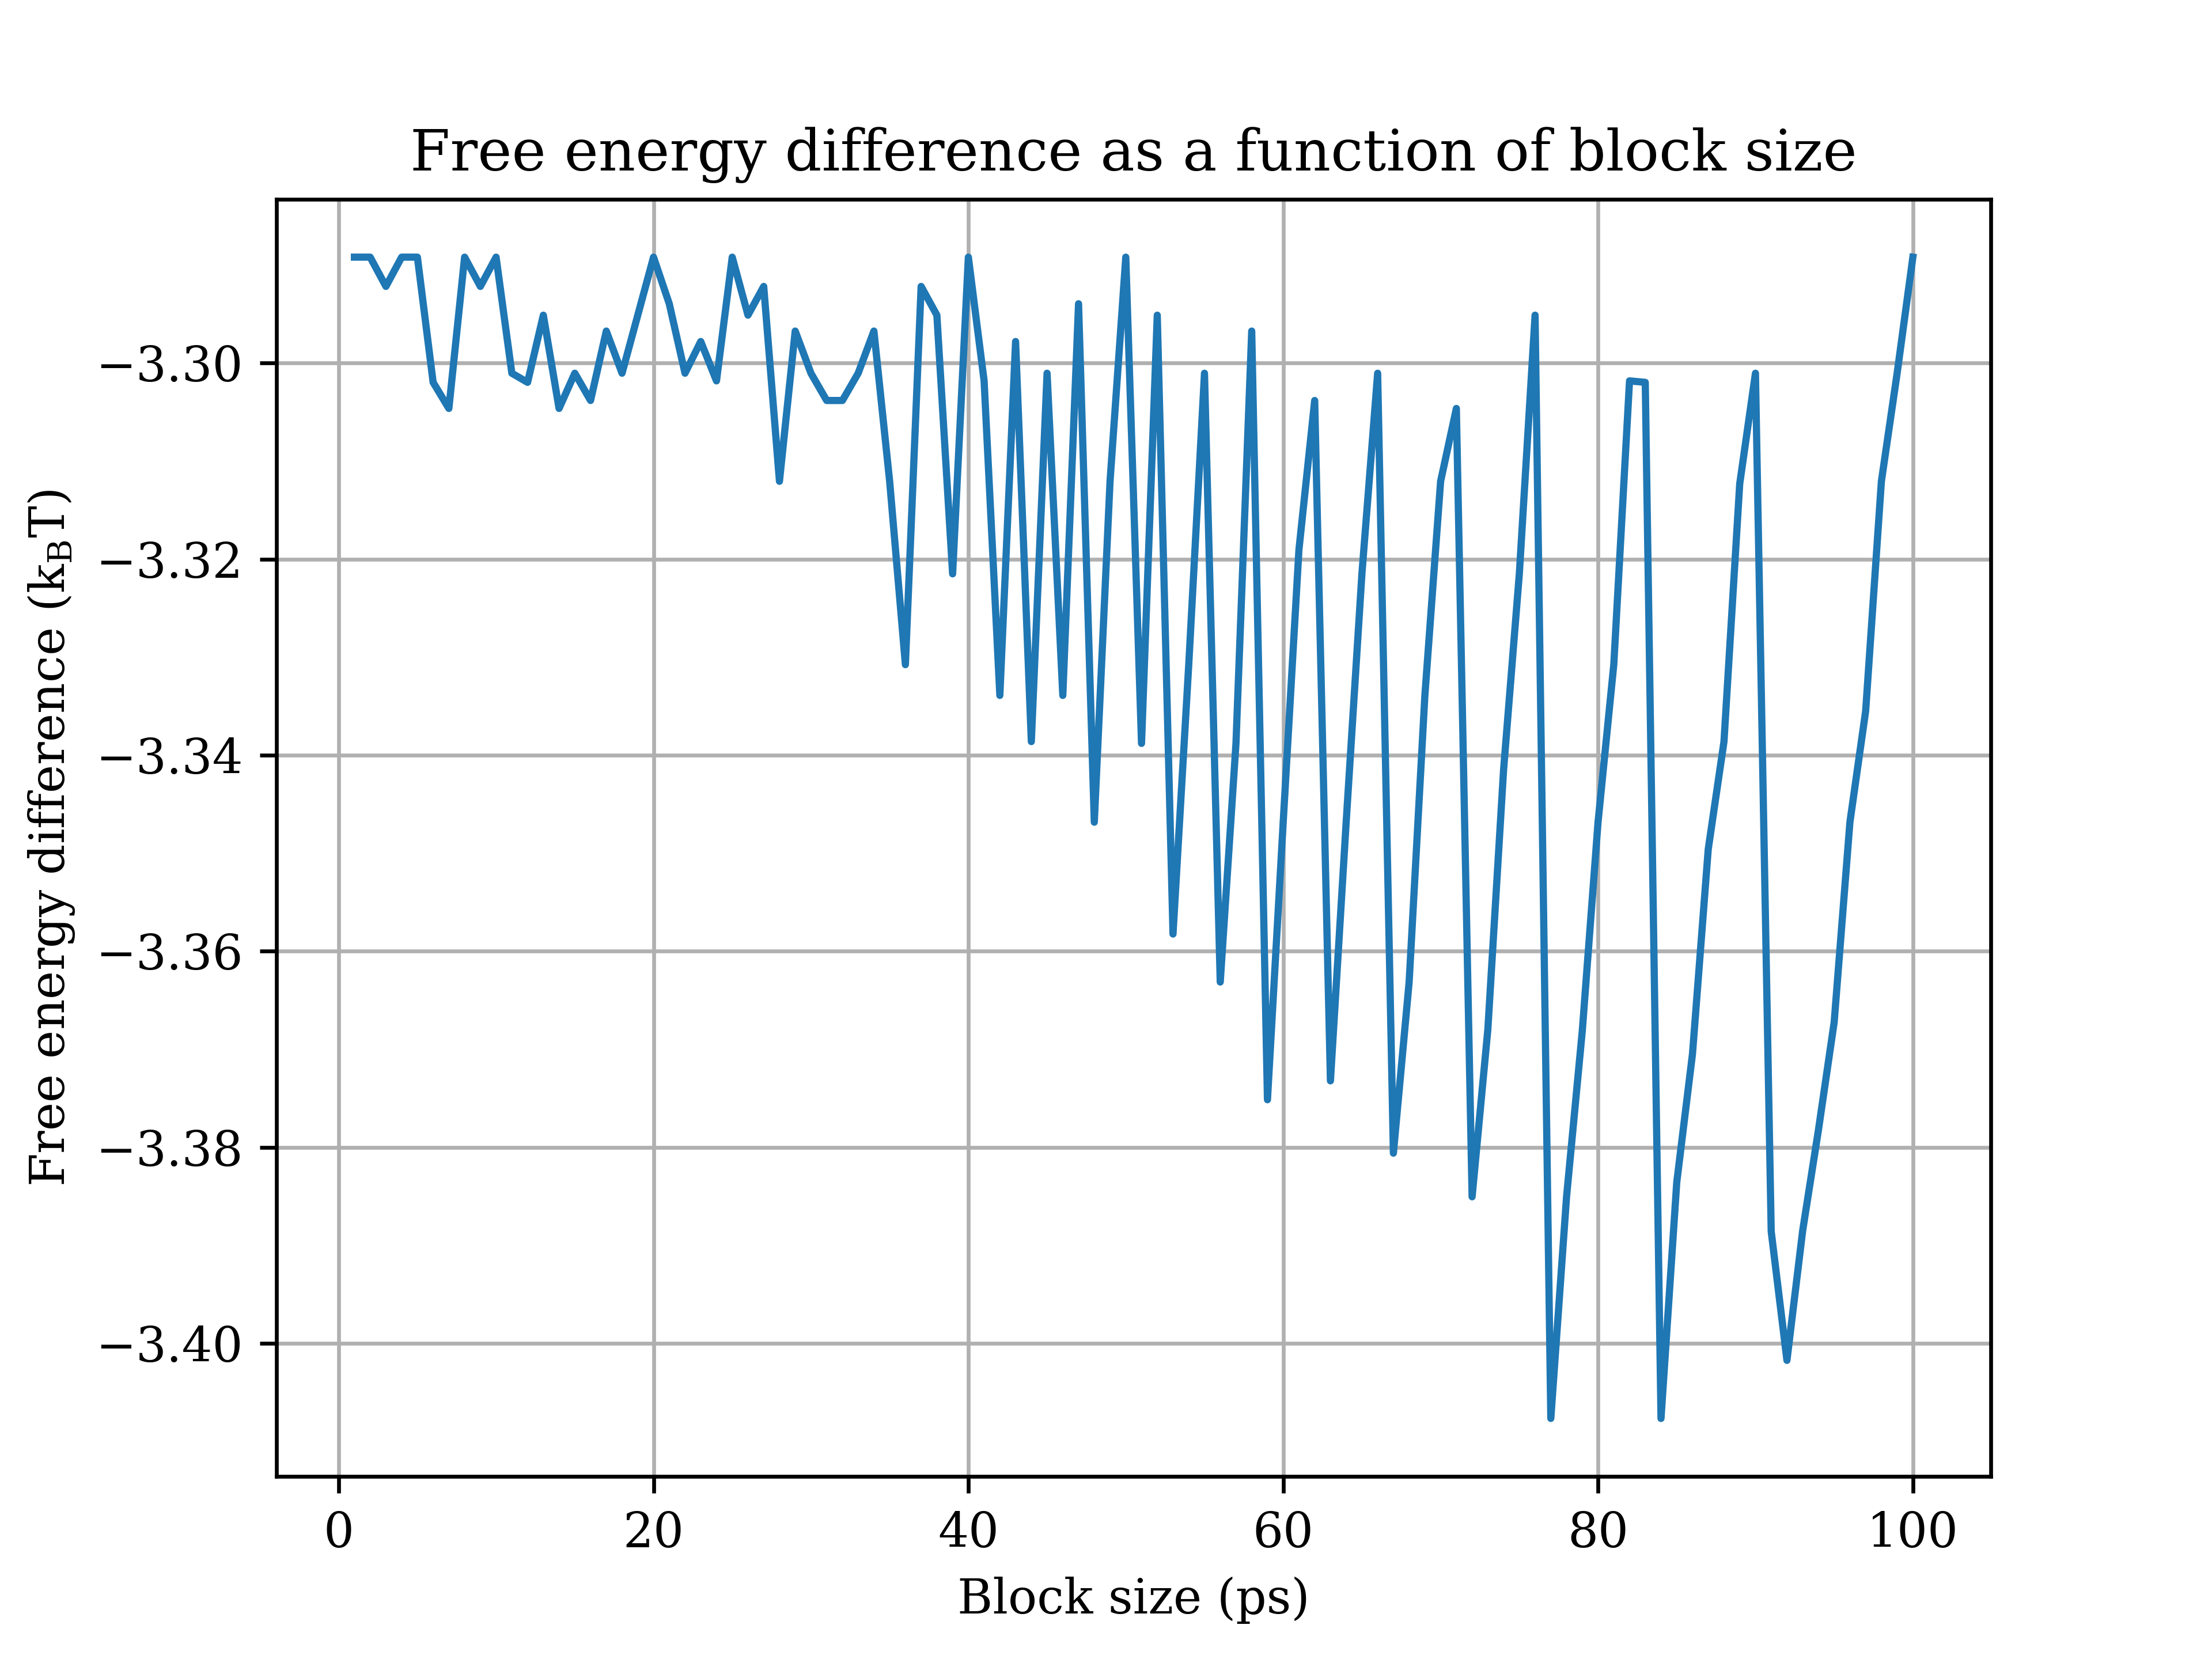 Free energy difference as a function of block size
Free energy difference (k_BT)
−3.30
−3.32
−3.34
−3.36
−3.38
−3.40
0 20 40 60 80 100
Block size (ps)